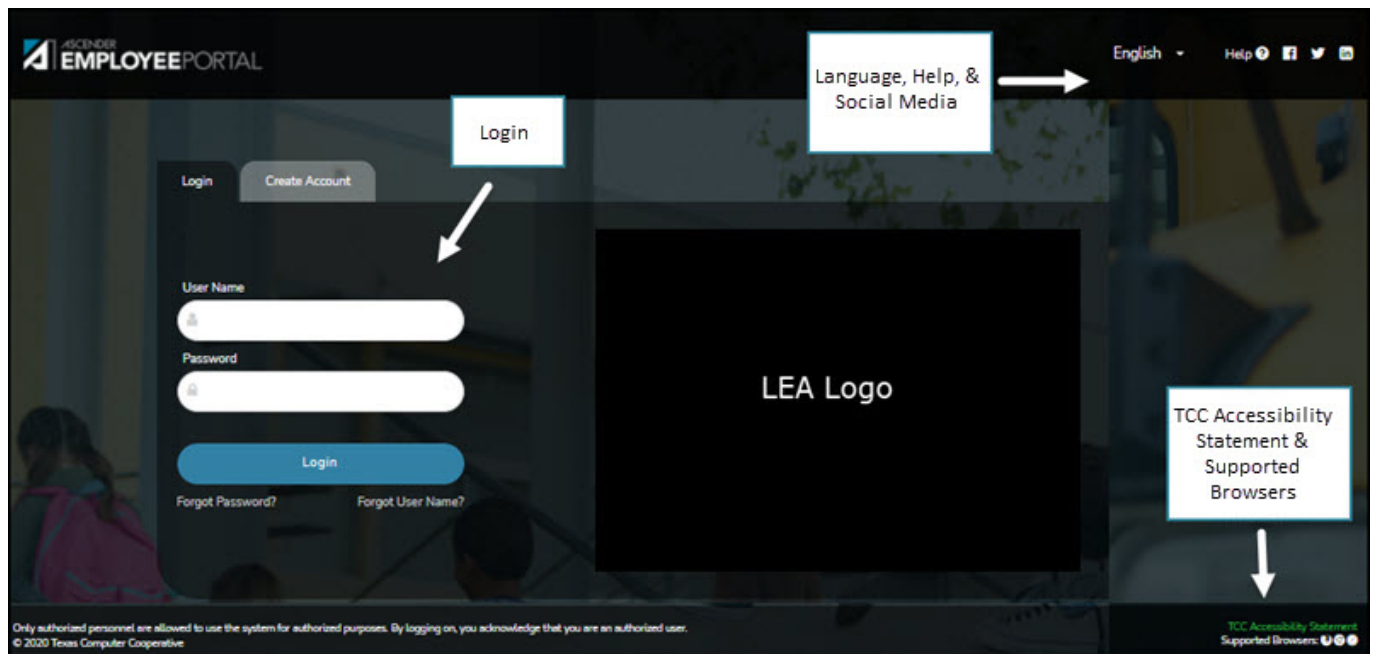 ASCENDER
EMPLOYEEPORTAL
English
Help
Language, Help, &
Social Media
Login
Login
Create Account
User Name
Password
Login
Forgot Password?
Forgot User Name?
LEA Logo
TCC Accessibility
Statement &
Supported
Browsers
Only authorized personnel are allowed to use the system for authorized purposes. By logging on, you acknowledge that you are an authorized user.
© 2020 Texas Computer Cooperative
TCC Accessibility Statement
Supported Browsers: